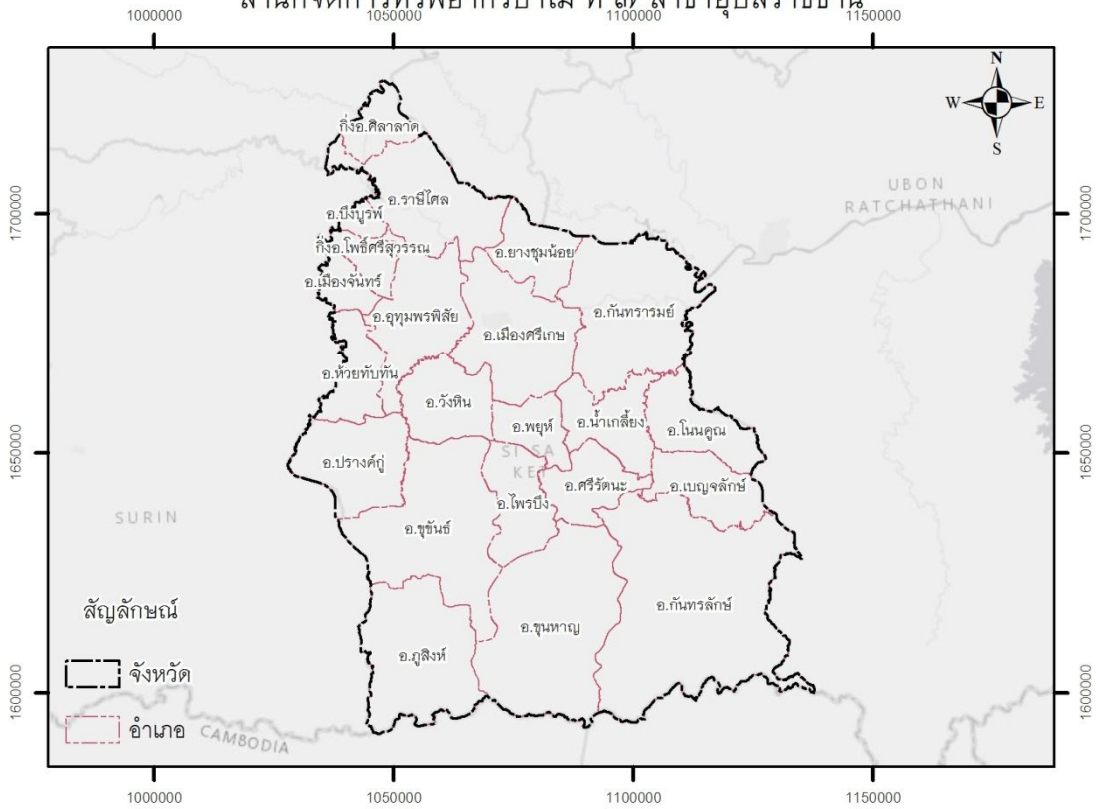 1000000 1050000 1100000 1150000
N
W E
S
กิ่งอ.ศิลาลาด
UBON
RATCHATHANI
1700000 1700000
อ.ราษีไศล
อ.บึงบูรพ์
กิ่งอ.โพธิ์ศรีสุวรรณ
อ.ยางชุมน้อย
อ.เมืองจันทร์
อ.อุทุมพรพิสัย
อ.เมืองศรีเกษ
อ.กันทรารมย์
อ.ห้วยทับทัน
อ.วังหิน
อ.พยุห์
อ.น้ำเกลี้ยง
อ.โนนคูณ
1650000 1650000
SI SA
KET
อ.ปรางค์กู่
อ.ศรีรัตนะ
อ.เบญจลักษ์
อ.ไพรบึง
SURIN
อ.ขุขันธ์
อ.กันทรลักษ์
สัญลักษณ์
อ.ขุนหาญ
อ.ภูสิงห์
จังหวัด
1600000 1600000
อำเภอ
CAMBODIA
1000000 1050000 1100000 1150000